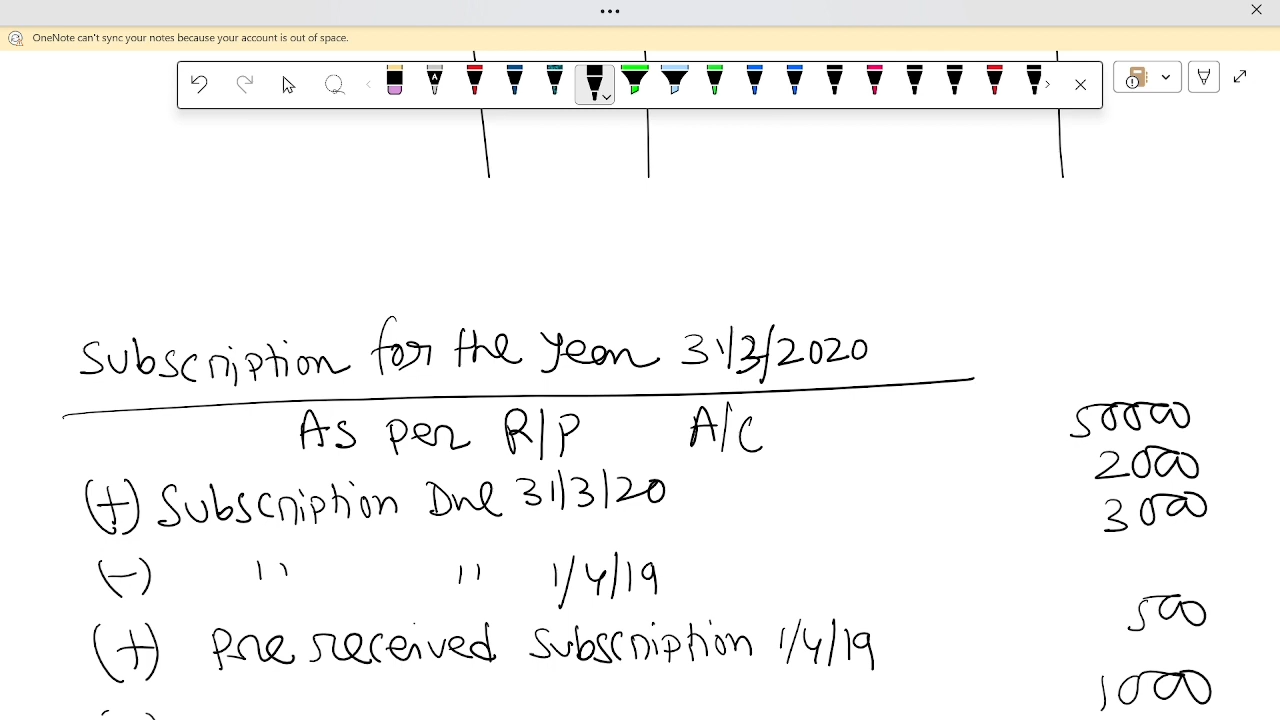 OneNote can't sync your notes because your account is out of space.
Subscription for the year 31/3/2020
As per R/P A/C 50000
2000
(+) Subscription Due 31/3/20 3000
(-) " " 1/4/19
500
(+) Pre received subscription 1/4/19
1000